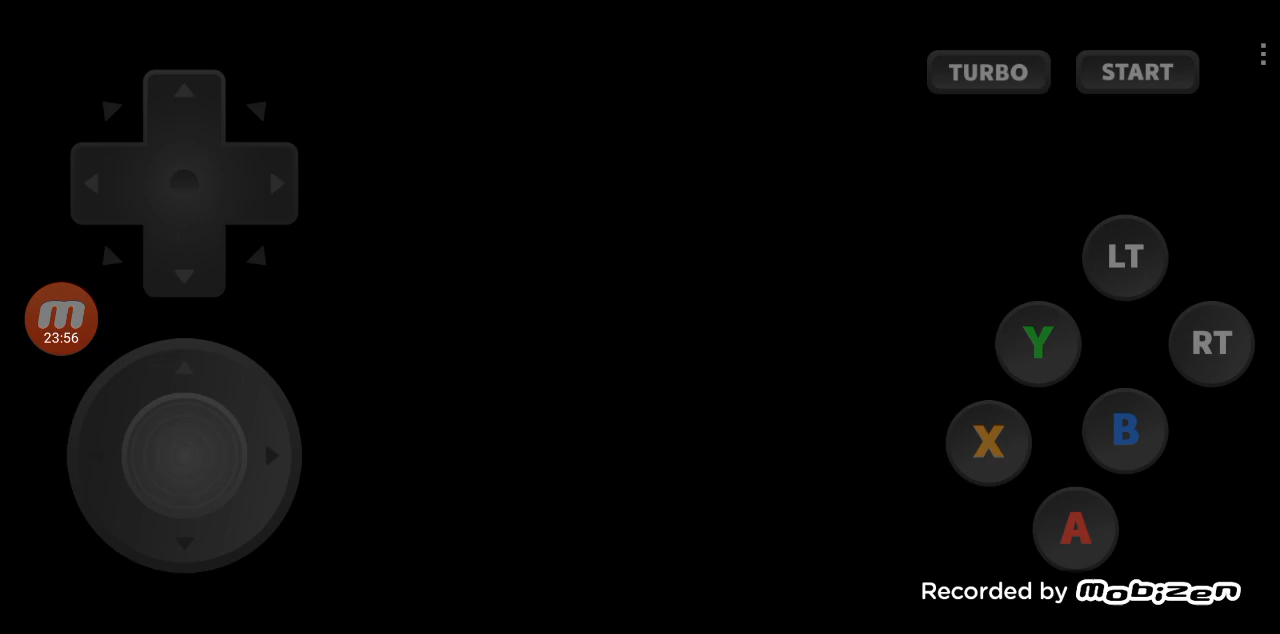 TURBO START
LT
Y RT
m
23:56
X B
A
Recorded by mobizen